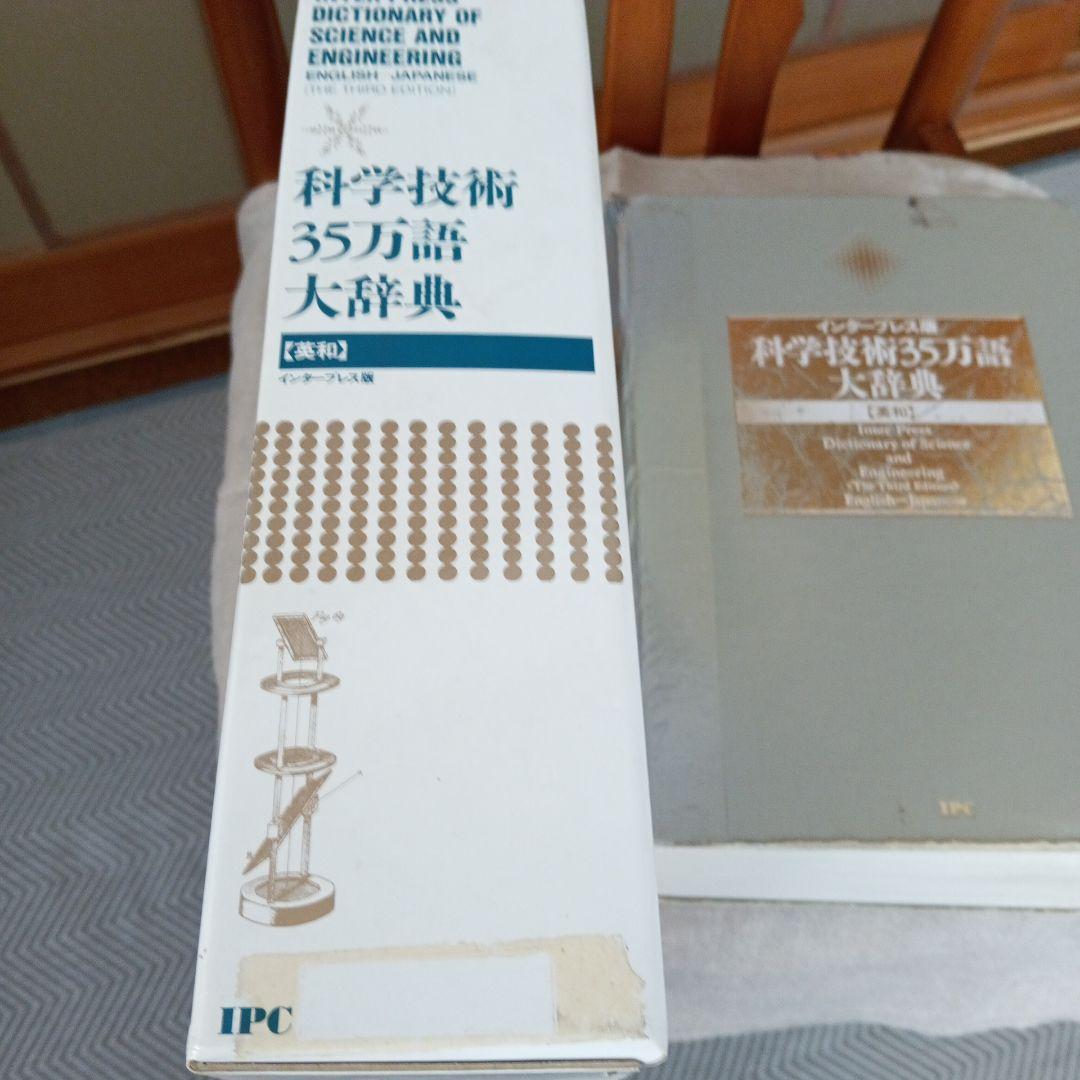 DICTIONARY OF
SCIENCE AND
ENGINEERING
ENGLISH-JAPANESE
(THE THIRD EDITION)
科学技術
35万語
大辞典
【英和】
インタープレス版
IPC
インタープレス版
科学技術35万語
大辞典
【英和】
Inter Press
Dictionary of Science
and
Engineering
(The Third Edition)
English-Japanese
IPC